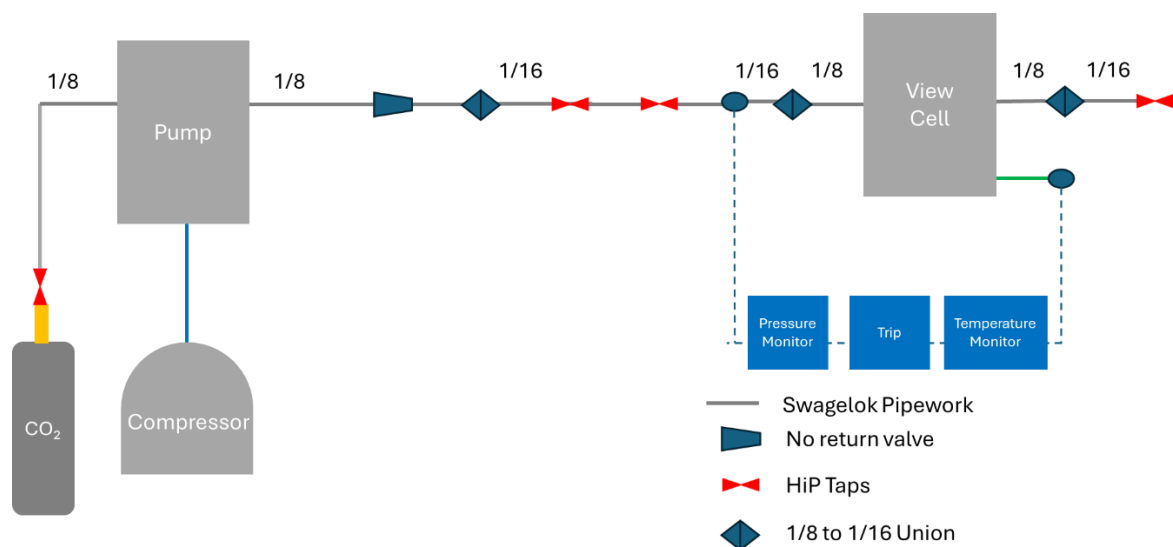 1/8
Pump
1/8
1/16
1/16
1/8
View
Cell
1/8
1/16
CO₂
Compressor
Pressure
Monitor
Trip
Temperature
Monitor
Swagelok Pipework
No return valve
HiP Taps
1/8 to 1/16 Union